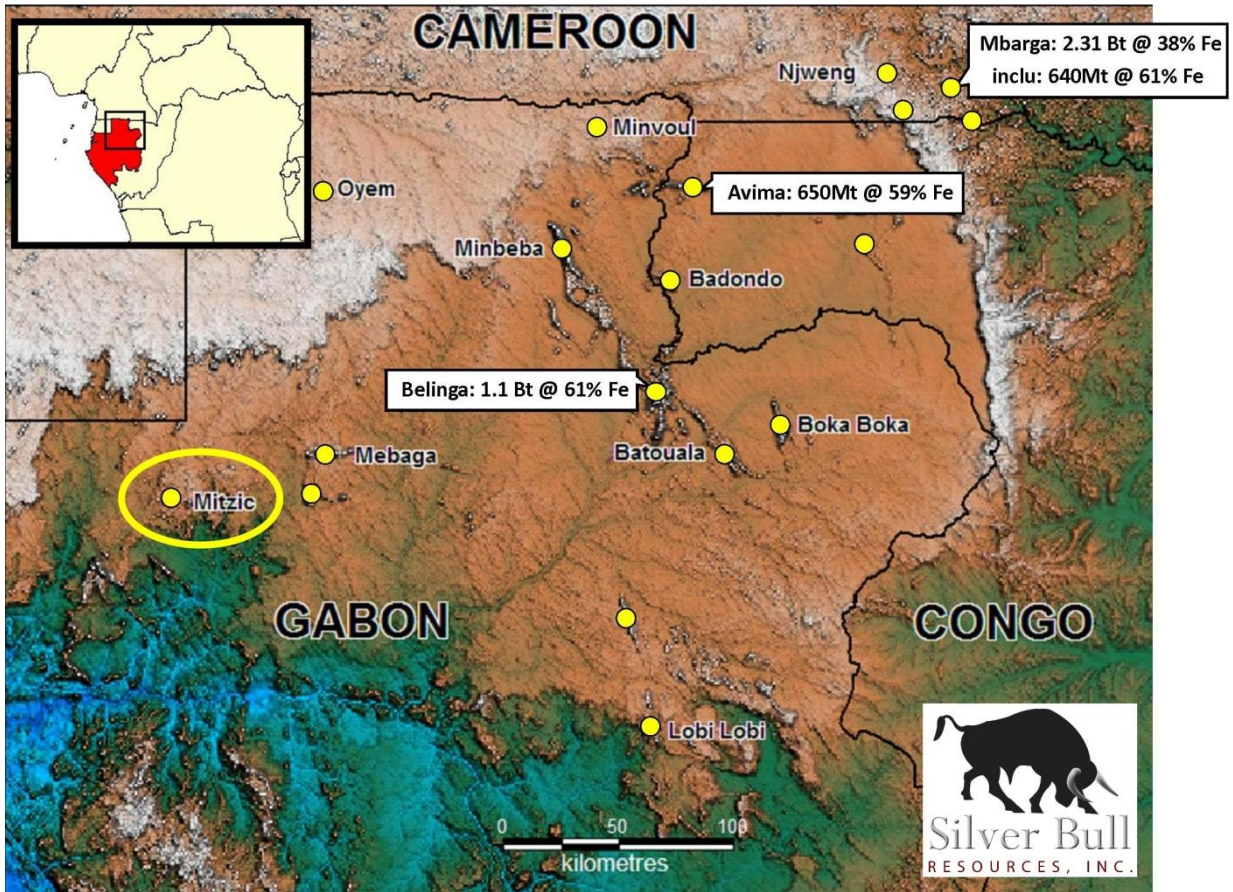 CAMEROON
Mbarga: 2.31 Bt @ 38% Fe
inclu: 640Mt @ 61% Fe
Njweng
Minvoul
Oyem
Avima: 650Mt @ 59% Fe
Minbeba
Badondo
Belinga: 1.1 Bt @ 61% Fe
Boka Boka
Mebaga
Batouala
Mitzic
GABON
CONGO
Lobi Lobi
0 50 100
kilometres
Silver Bull
RESOURCES, INC.